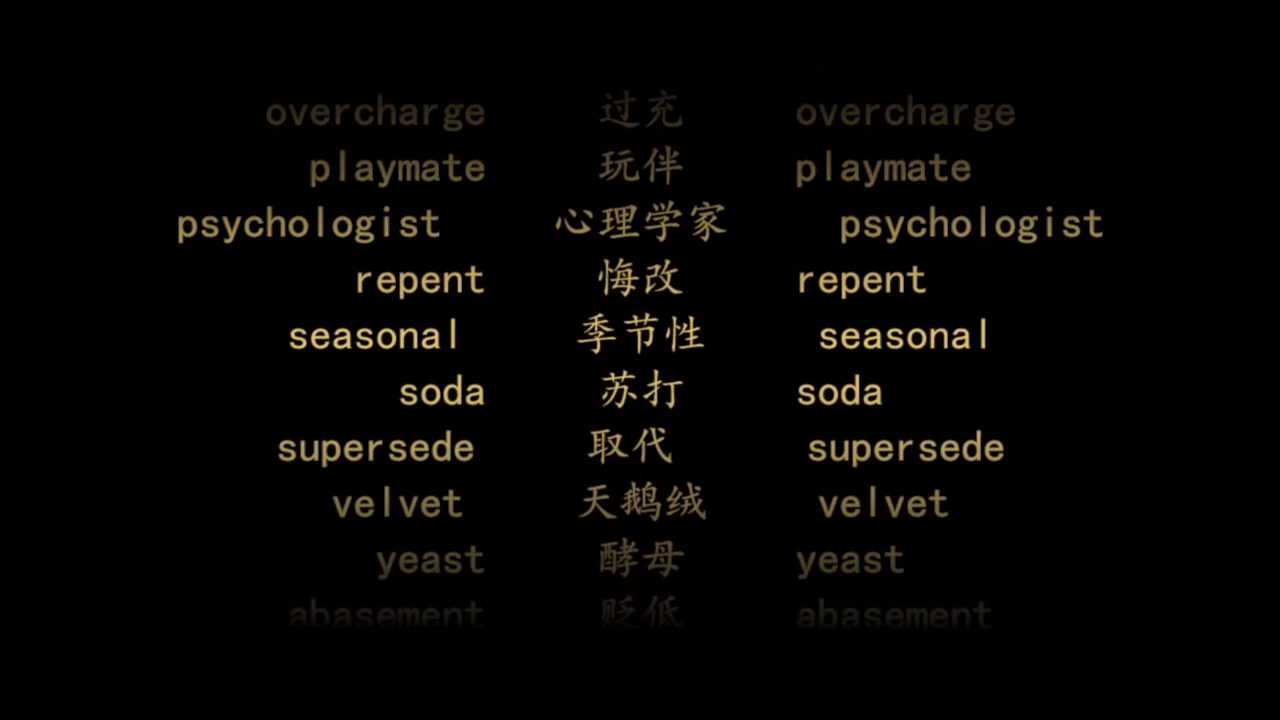 overcharge 过充 overcharge
playmate 玩伴 playmate
psychologist 心理学家 psychologist
repent 悔改 repent
seasonal 季节性 seasonal
soda 苏打 soda
supersede 取代 supersede
velvet 天鹅绒 velvet
yeast 酵母 yeast
abasement 贬低 abasement